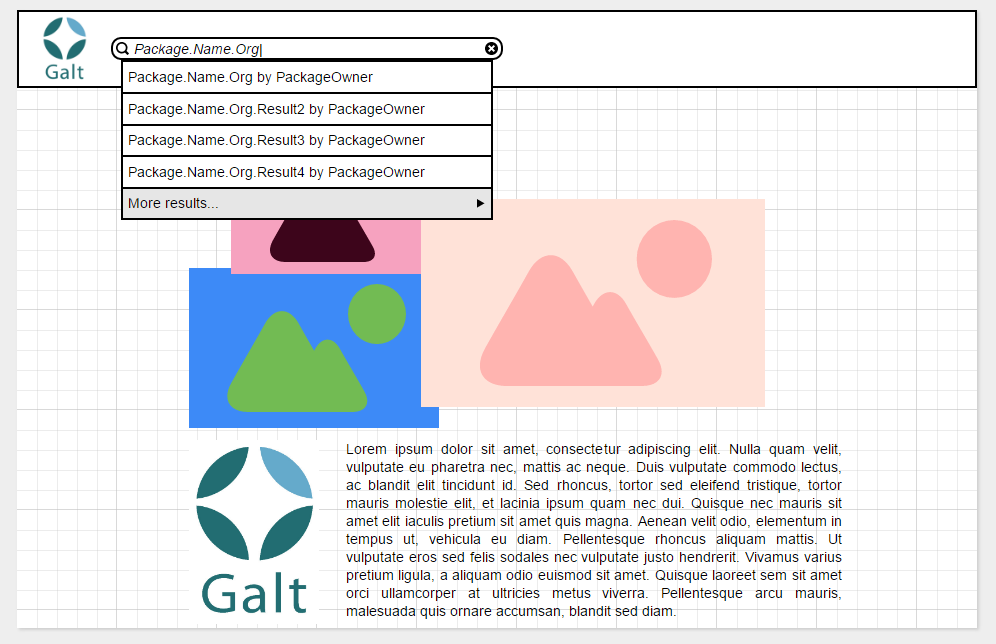 Galt
Package.Name.Org
Package.Name.Org by PackageOwner
Package.Name.Org.Result2 by PackageOwner
Package.Name.Org.Result3 by PackageOwner
Package.Name.Org.Result4 by PackageOwner
More results...
Lorem ipsum dolor sit amet, consectetur adipiscing elit. Nulla quam velit,
vulputate eu pharetra nec, mattis ac neque. Duis vulputate commodo lectus,
ac blandit elit tincidunt id. Sed rhoncus, tortor sed eleifend tristique, tortor
mauris molestie elit, et lacinia ipsum quam nec dui. Quisque nec mauris sit
amet elit iaculis pretium sit amet quis magna. Aenean velit odio, elementum in
tempus ut, vehicula eu diam. Pellentesque rhoncus aliquam mattis. Ut
vulputate eros sed felis sodales nec vulputate justo hendrerit. Vivamus varius
pretium ligula, a aliquam odio euismod sit amet. Quisque laoreet sem sit amet
orci ullamcorper at ultricies metus viverra. Pellentesque arcu mauris,
malesuada quis ornare accumsan, blandit sed diam.
Galt